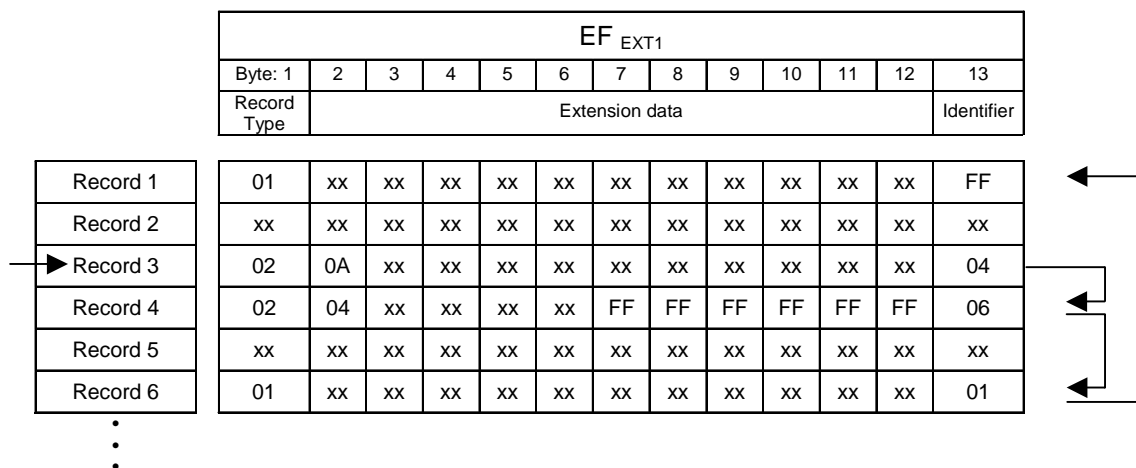 EF EXT1
Byte: 1 2 3 4 5 6 7 8 9 10 11 12 13
Record Type Extension data Identifier
Record 1 01 xx xx xx xx xx xx xx xx xx xx xx FF
Record 2 xx xx xx xx xx xx xx xx xx xx xx xx xx
Record 3 02 0A xx xx xx xx xx xx xx xx xx xx 04
Record 4 02 04 xx xx xx xx FF FF FF FF FF FF 06
Record 5 xx xx xx xx xx xx xx xx xx xx xx xx xx
Record 6 01 xx xx xx xx xx xx xx xx xx xx xx 01